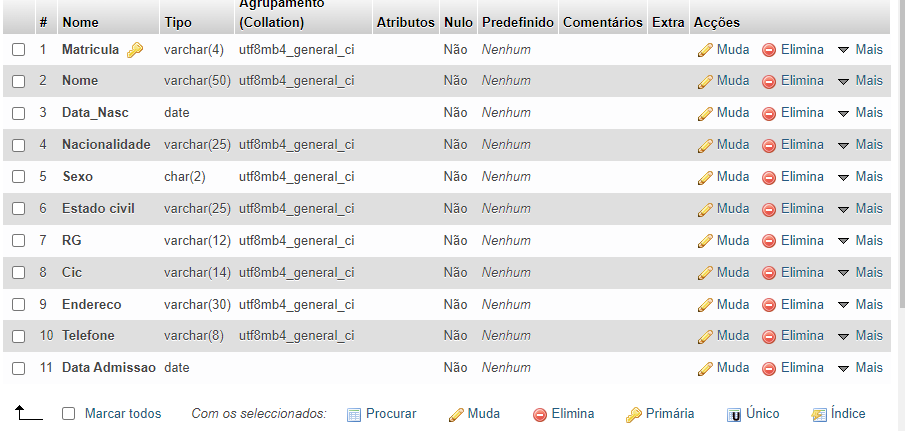 Agrupamento
# Nome Tipo (Collation) Atributos Nulo Predefinido Comentários Extra Acções
1 Matricula varchar(4) utf8mb4_general_ci Não Nenhum Muda Elimina Mais
2 Nome varchar(50) utf8mb4_general_ci Não Nenhum Muda Elimina Mais
3 Data_Nasc date Não Nenhum Muda Elimina Mais
4 Nacionalidade varchar(25) utf8mb4_general_ci Não Nenhum Muda Elimina Mais
5 Sexo char(2) utf8mb4_general_ci Não Nenhum Muda Elimina Mais
6 Estado civil varchar(25) utf8mb4_general_ci Não Nenhum Muda Elimina Mais
7 RG varchar(12) utf8mb4_general_ci Não Nenhum Muda Elimina Mais
8 Cic varchar(14) utf8mb4_general_ci Não Nenhum Muda Elimina Mais
9 Endereco varchar(30) utf8mb4_general_ci Não Nenhum Muda Elimina Mais
10 Telefone varchar(8) utf8mb4_general_ci Não Nenhum Muda Elimina Mais
11 Data Admissao date Não Nenhum Muda Elimina Mais
Marcar todos Com os seleccionados: Procurar Muda Elimina Primária Único Índice